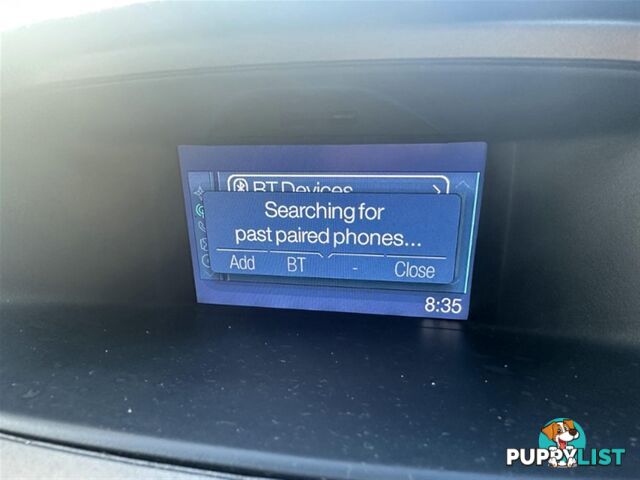 BT Devices
Searching for
past paired phones...
Add BT - Close
8:35
PUPPYLIST